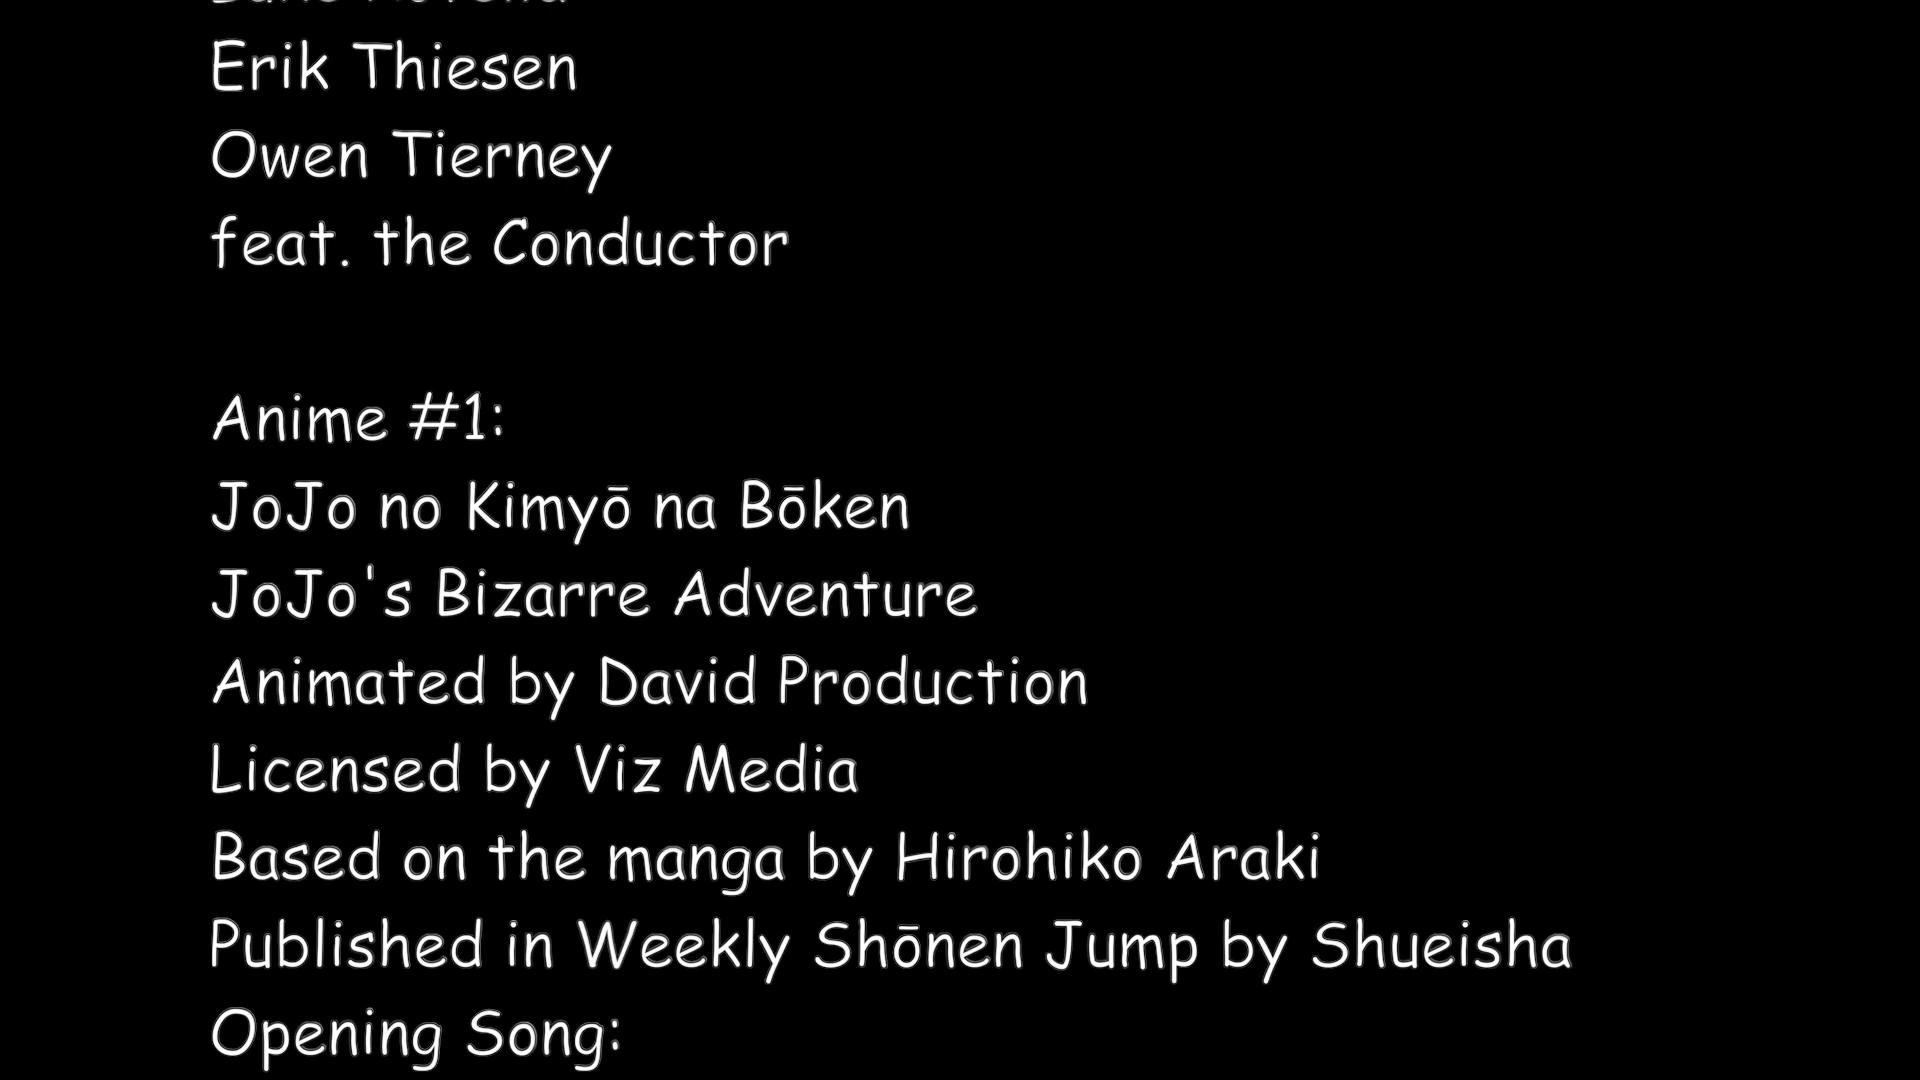 Erik Thiesen
Owen Tierney
feat. the Conductor
Anime #1:
JoJo no Kimyō na Bōken
JoJo's Bizarre Adventure
Animated by David Production
Licensed by Viz Media
Based on the manga by Hirohiko Araki
Published in Weekly Shōnen Jump by Shueisha
Opening Song: